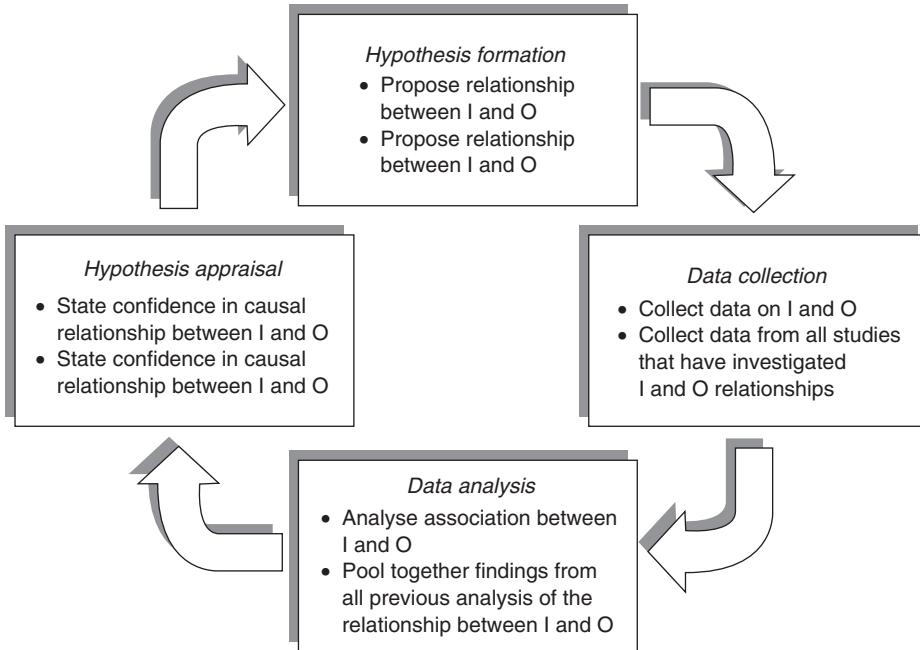 Hypothesis formation
• Propose relationship
between I and O
• Propose relationship
between I and O
Data collection
• Collect data on I and O
• Collect data from all studies
that have investigated
I and O relationships
Data analysis
• Analyse association between
I and O
• Pool together findings from
all previous analysis of the
relationship between I and O
Hypothesis appraisal
• State confidence in causal
relationship between I and O
• State confidence in causal
relationship between I and O